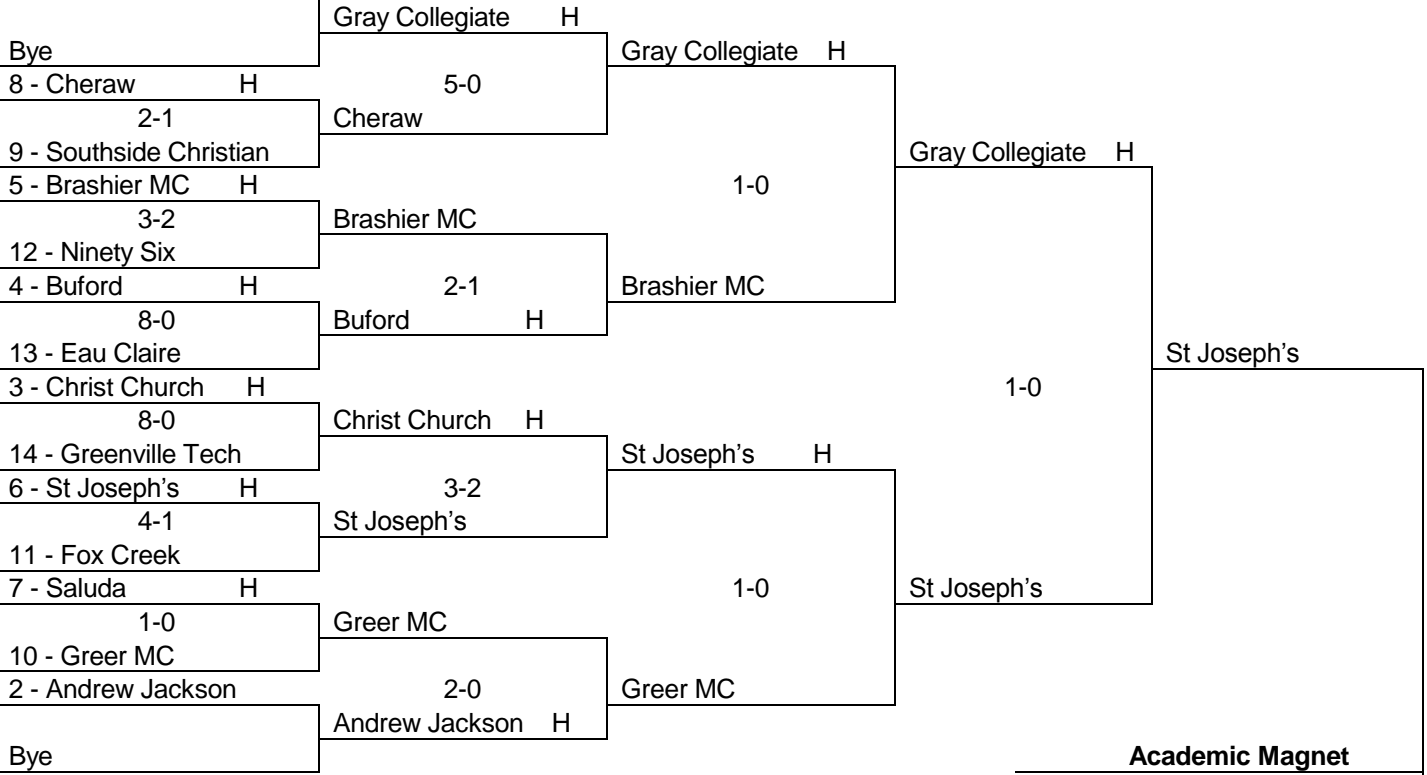 Gray Collegiate H
Bye
Gray Collegiate H
8 - Cheraw H
5-0
2-1
Cheraw
9 - Southside Christian
Gray Collegiate H
5 - Brashier MC H
1-0
3-2
Brashier MC
12 - Ninety Six
4 - Buford H
2-1
Brashier MC
8-0
Buford H
13 - Eau Claire
St Joseph’s
3 - Christ Church H
1-0
8-0
Christ Church H
14 - Greenville Tech
St Joseph’s H
6 - St Joseph’s H
3-2
4-1
St Joseph’s
11 - Fox Creek
7 - Saluda H
1-0
St Joseph’s
1-0
Greer MC
10 - Greer MC
2 - Andrew Jackson
2-0
Greer MC
Andrew Jackson H
Bye
Academic Magnet